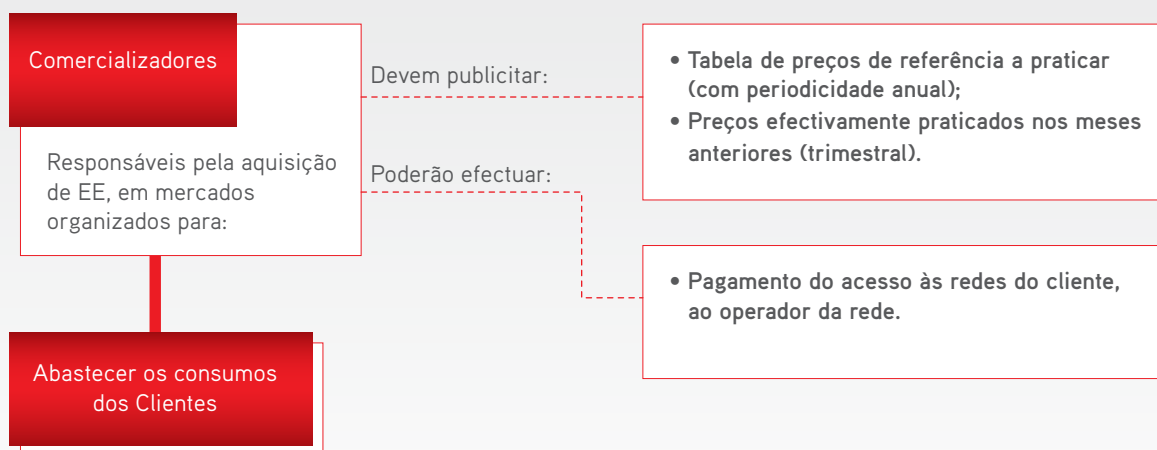 Comercializadores
Responsáveis pela aquisição
de EE, em mercados
organizados para:
Devem publicitar:
• Tabela de preços de referência a praticar
(com periodicidade anual);
• Preços efectivamente praticados nos meses
anteriores (trimestral).
Poderão efectuar:
• Pagamento do acesso às redes do cliente,
ao operador da rede.
Abastecer os consumos
dos Clientes